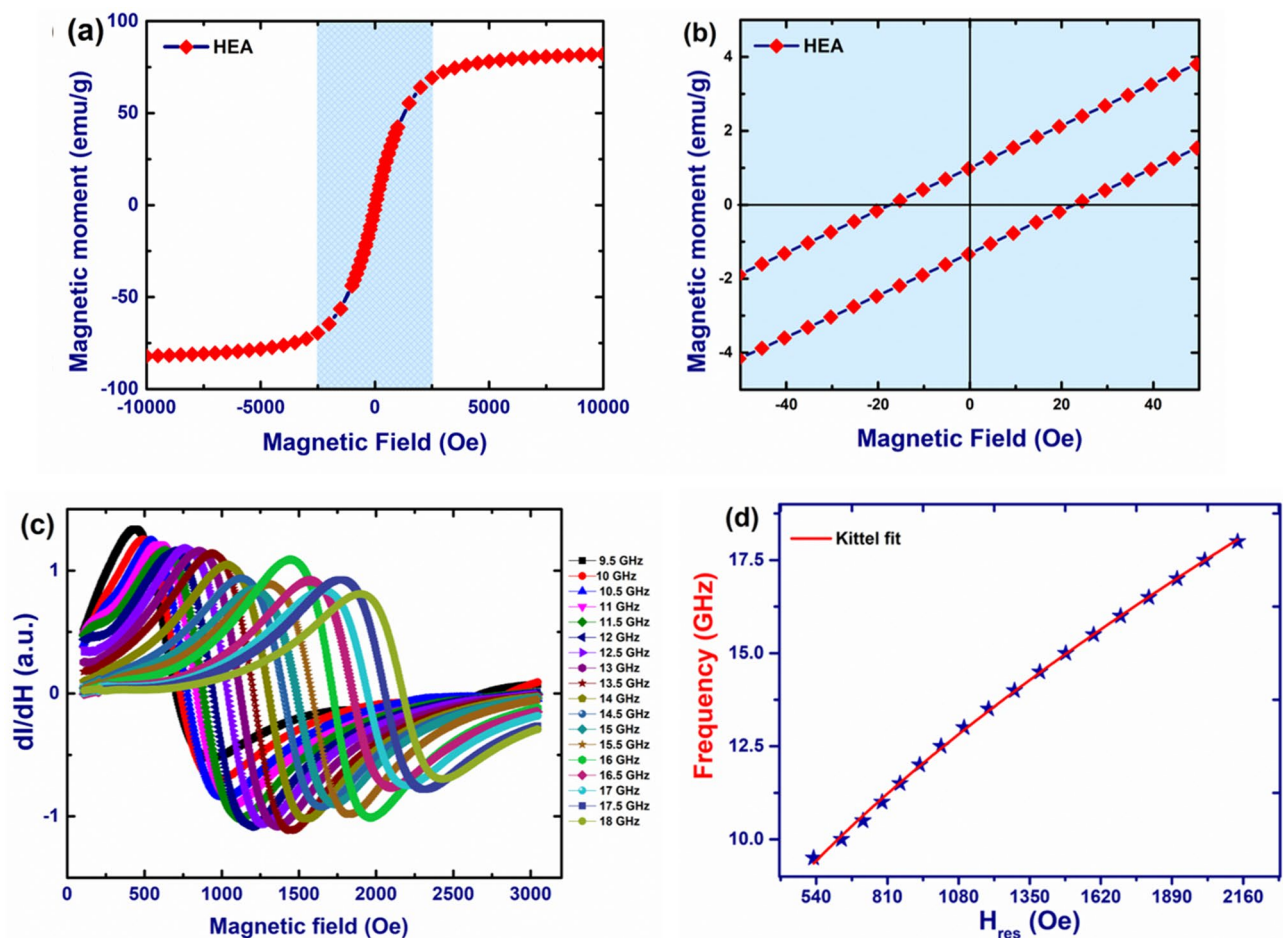 (a)
HEA
Magnetic moment (emu/g)
100
50
0
-50
-100
-10000 -5000 0 5000 10000
Magnetic Field (Oe)
(b)
HEA
Magnetic moment (emu/g)
4
2
0
-2
-4
-40 -20 0 20 40
Magnetic Field (Oe)
(c)
dI/dH (a.u.)
1
0
-1
0 500 1000 1500 2000 2500 3000
Magnetic field (Oe)
9.5 GHz
10 GHz
10.5 GHz
11 GHz
11.5 GHz
12 GHz
12.5 GHz
13 GHz
13.5 GHz
14 GHz
14.5 GHz
15 GHz
15.5 GHz
16 GHz
16.5 GHz
17 GHz
17.5 GHz
18 GHz
(d)
Kittel fit
Frequency (GHz)
17.5
15.0
12.5
10.0
540 810 1080 1350 1620 1890 2160
Hres (Oe)